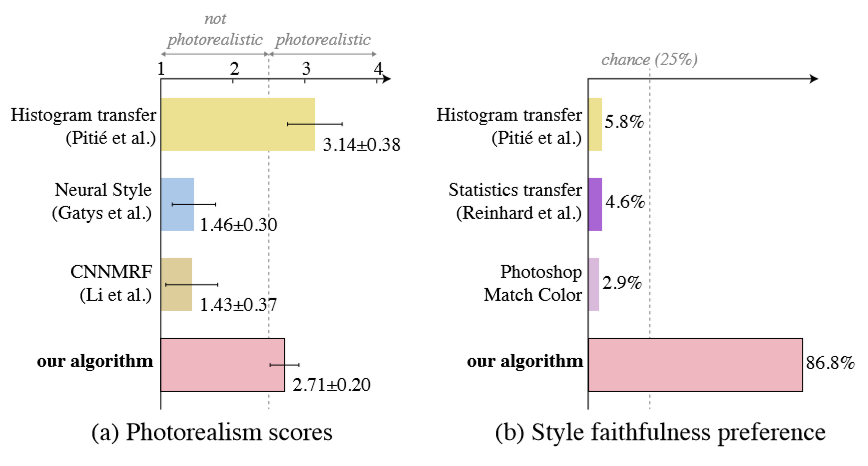 not
photorealistic photorealistic
1 2 3 4
Histogram transfer
(Pitié et al.)
3.14±0.38
Neural Style
(Gatys et al.)
1.46±0.30
CNNMRF
(Li et al.)
1.43±0.37
our algorithm
2.71±0.20
(a) Photorealism scores
chance (25%)
Histogram transfer
(Pitié et al.)
5.8%
Statistics transfer
(Reinhard et al.)
4.6%
Photoshop
Match Color
2.9%
our algorithm
86.8%
(b) Style faithfulness preference